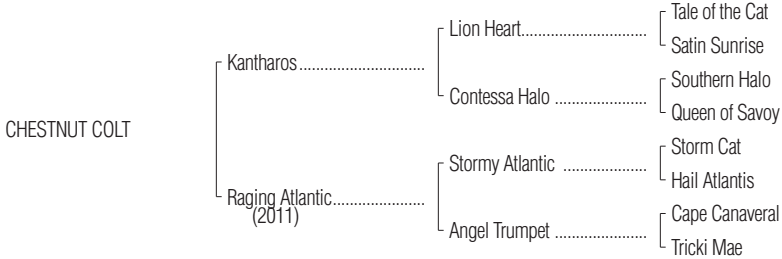 Tale of the Cat
Lion Heart..............................
Satin Sunrise
Kantharos..............................
Southern Halo
Contessa Halo ......................
Queen of Savoy
CHESTNUT COLT
Storm Cat
Stormy Atlantic ....................
Hail Atlantis
Raging Atlantic......................
(2011)
Cape Canaveral
Angel Trumpet ......................
Tricki Mae